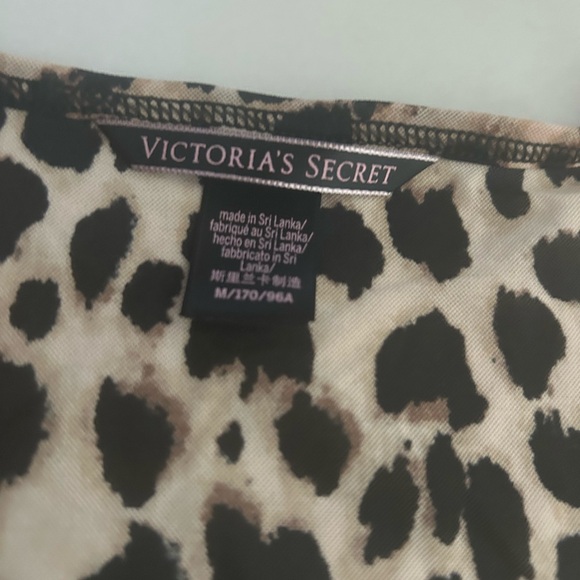 VICTORIA'S SECRET
made in Sri Lanka/
fabriqué au Sri Lanka/
hecho en Sri Lanka/
fabbricato in Sri
Lanka/
斯里兰卡制造
M/170/96A